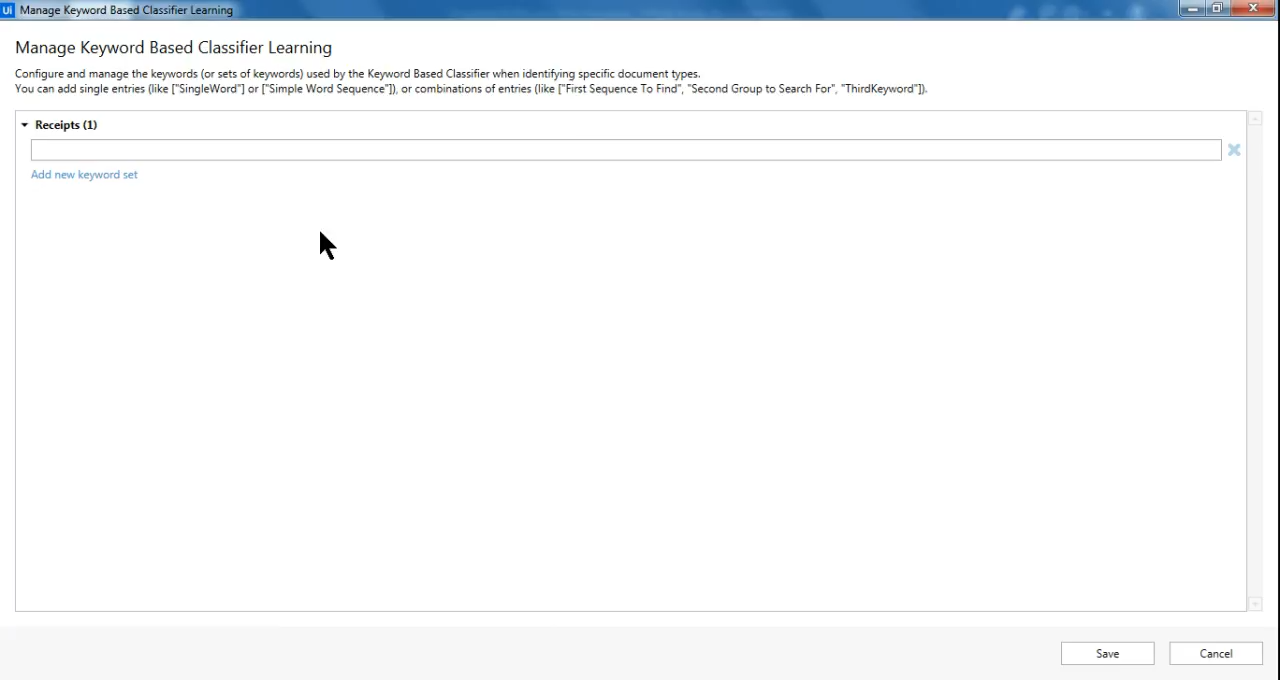 Ui Manage Keyword Based Classifier Learning
Manage Keyword Based Classifier Learning
Configure and manage the keywords (or sets of keywords) used by the Keyword Based Classifier when identifying specific document types.
You can add single entries (like ["SingleWord"] or ["Simple Word Sequence"]), or combinations of entries (like ["First Sequence To Find", "Second Group to Search For", "ThirdKeyword"]).
Receipts (1)
Add new keyword set
Save Cancel